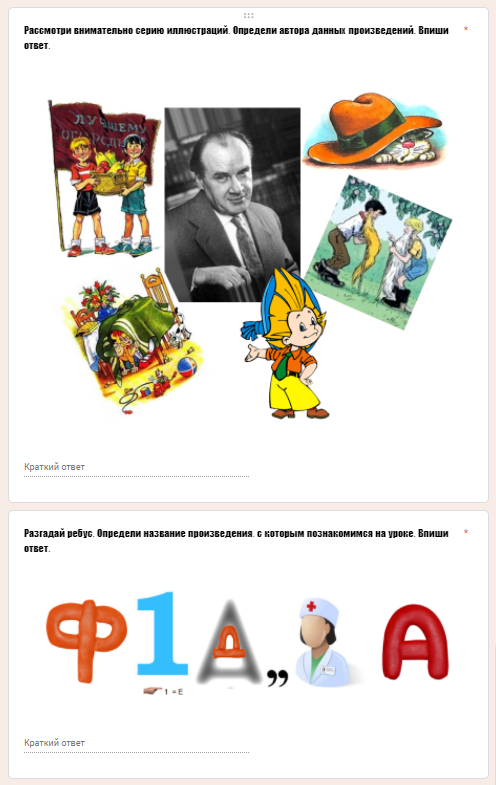 Рассмотри внимательно серию иллюстраций. Определи автора данных произведений. Впиши *
ответ.
ЛУЧШЕМУ
Краткий ответ
Разгадай ребус. Определи название произведения. с которым познакомимся на уроке. Впиши *
ответ.
Ф 1 А Д ,, А
1 = Е
Краткий ответ